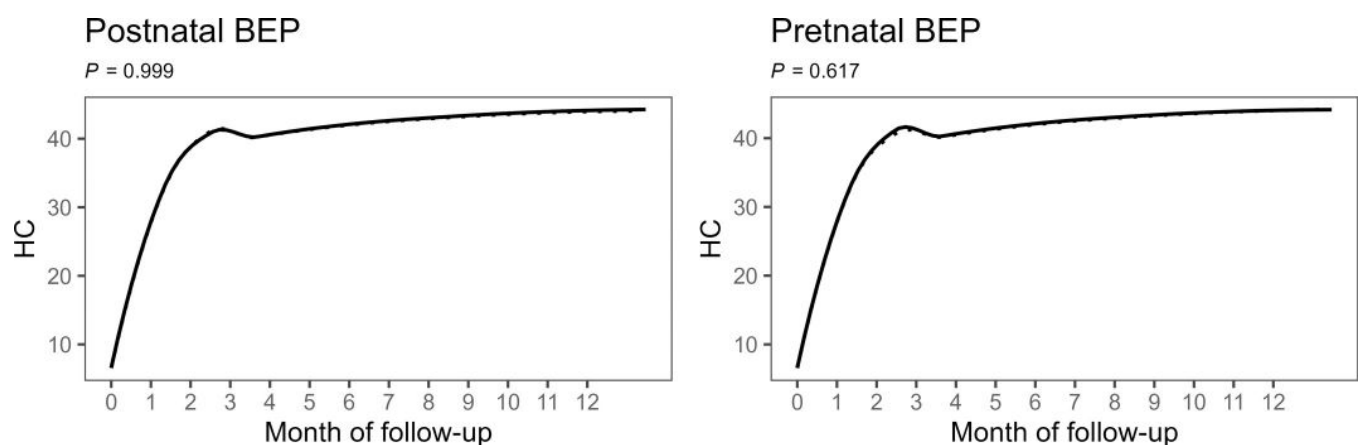 Postnatal BEP
P = 0.999
HC
40
30
20
10
0 1 2 3 4 5 6 7 8 9 10 11 12
Month of follow-up
Pretnatal BEP
P = 0.617
HC
40
30
20
10
0 1 2 3 4 5 6 7 8 9 10 11 12
Month of follow-up